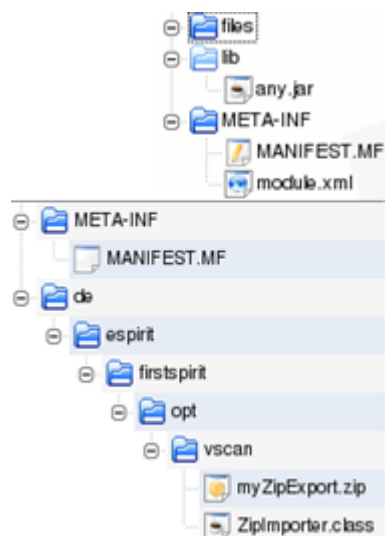 files
lib
any.jar
META-INF
MANIFEST.MF
module.xml
META-INF
MANIFEST.MF
de
espirit
firstspirit
opt
vscan
myZipExport.zip
ZipImporter.class